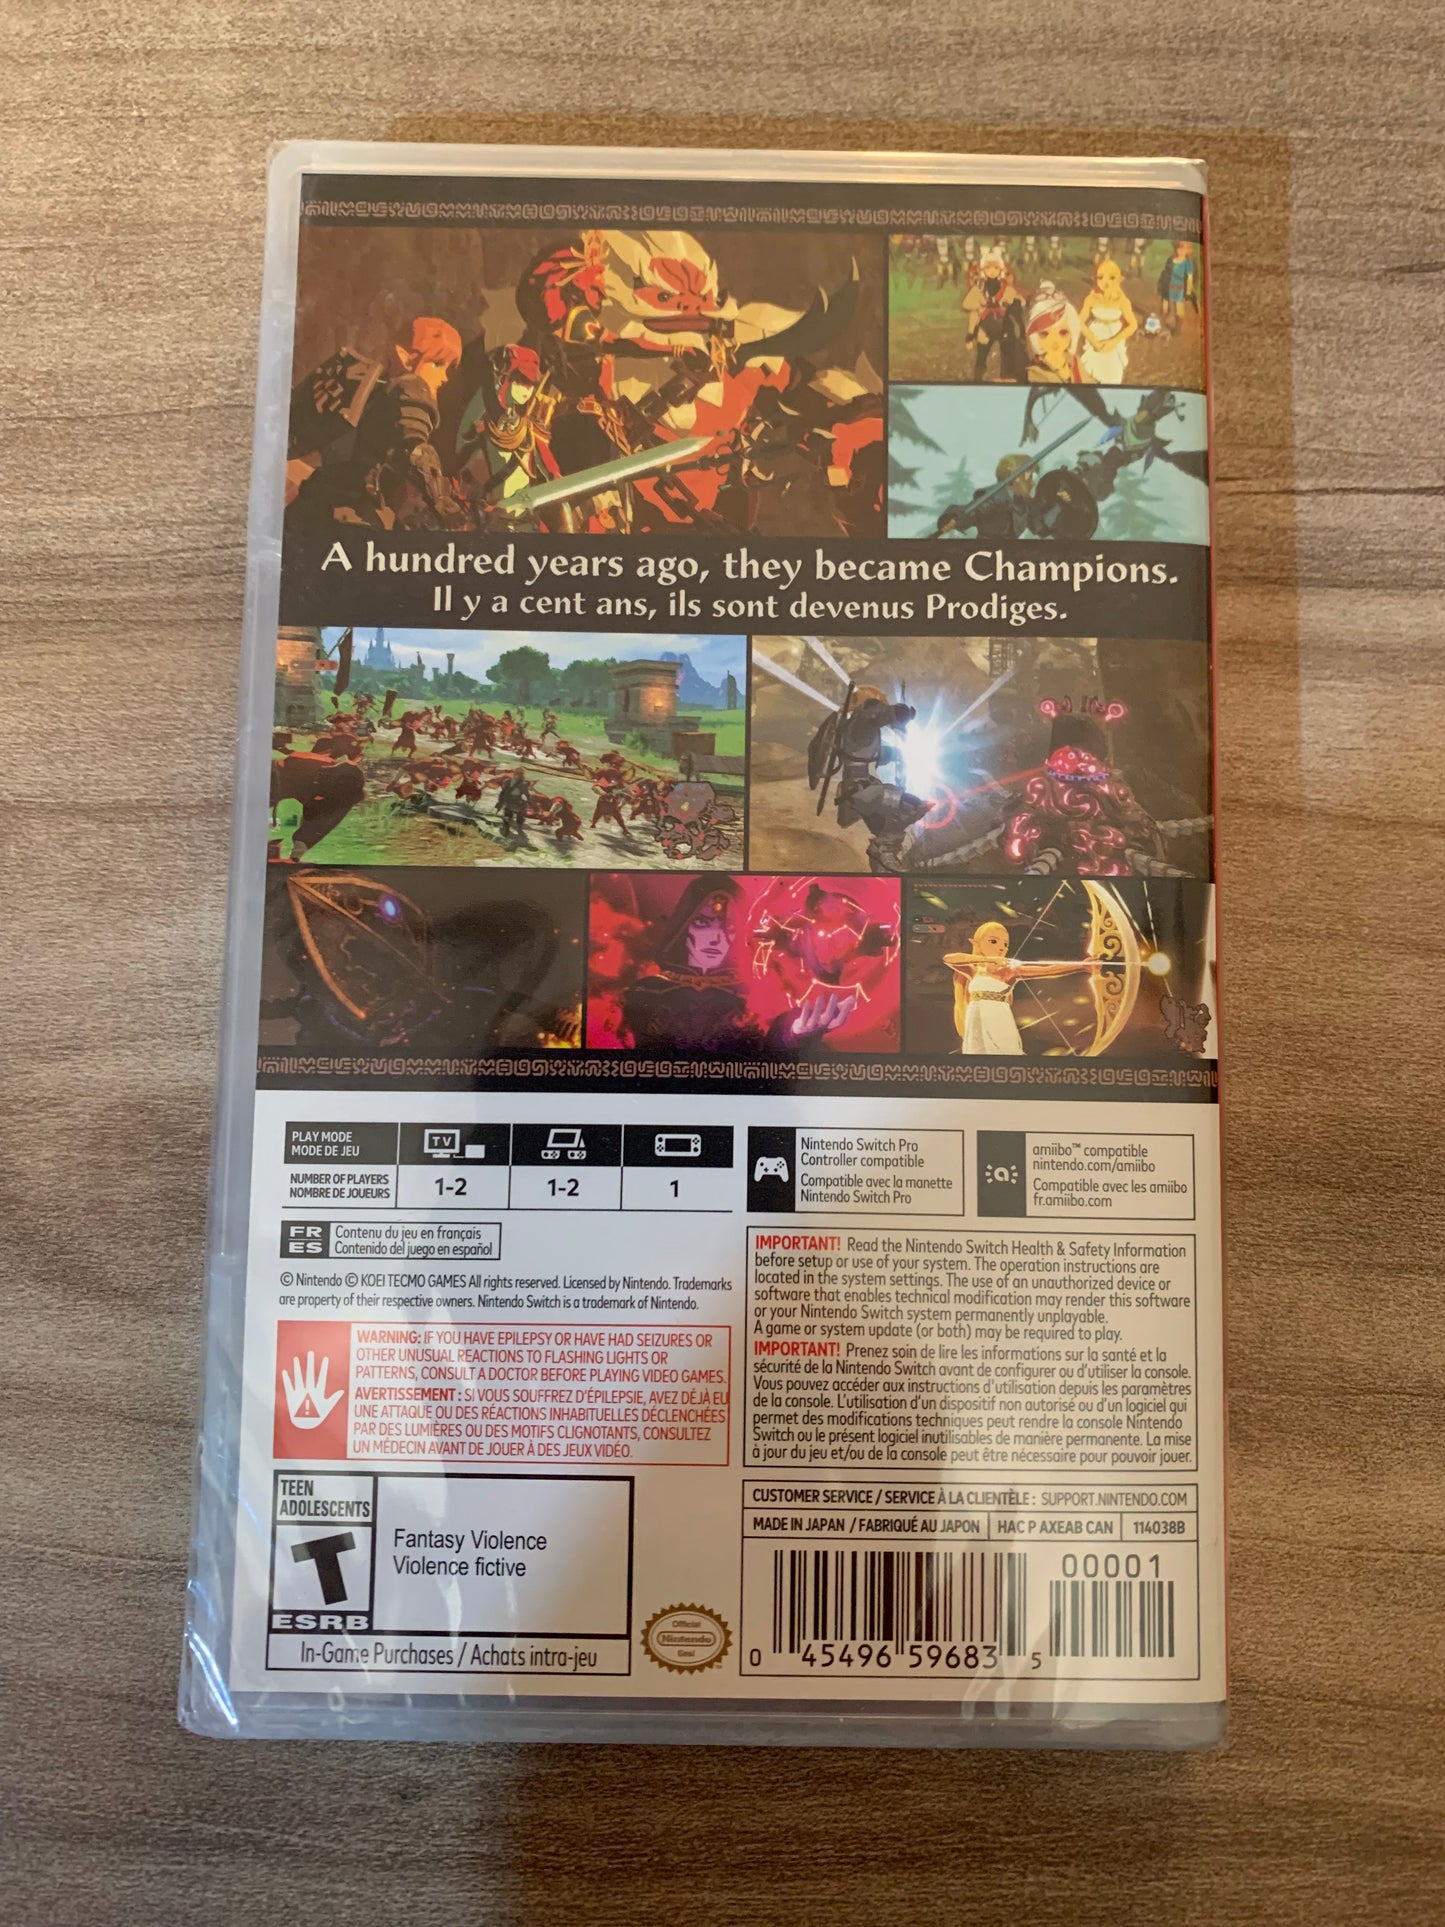 A hundred years ago, they became Champions.
Il y a cent ans, ils sont devenus Prodiges.
PLAY MODE
MODE DE JEU
TV
NUMBER OF PLAYERS
NOMBRE DE JOUEURS
1-2
1-2
1
Nintendo Switch Pro
Controller compatible
Compatible avec la manette
Nintendo Switch Pro
amiibo™ compatible
nintendo.com/amiibo
Compatible avec les amiibo
fr.amiibo.com
FR
ES
Contenu du jeu en français
Contenido del juego en español
© Nintendo © KOEI TECMO GAMES All rights reserved. Licensed by Nintendo. Trademarks
are property of their respective owners. Nintendo Switch is a trademark of Nintendo.
WARNING: IF YOU HAVE EPILEPSY OR HAVE HAD SEIZURES OR
OTHER UNUSUAL REACTIONS TO FLASHING LIGHTS OR
PATTERNS, CONSULT A DOCTOR BEFORE PLAYING VIDEO GAMES.
AVERTISSEMENT : SI VOUS SOUFFREZ D'ÉPILEPSIE, AVEZ DÉJÀ EU
UNE ATTAQUE OU DES RÉACTIONS INHABITUELLES DÉCLENCHÉES
PAR DES LUMIÈRES OU DES MOTIFS CLIGNOTANTS, CONSULTEZ
UN MÉDECIN AVANT DE JOUER À DES JEUX VIDÉO.
IMPORTANT! Read the Nintendo Switch Health & Safety Information
before setup or use of your system. The operation instructions are
located in the system settings. The use of an unauthorized device or
software that enables technical modification may render this software
or your Nintendo Switch system permanently unplayable.
A game or system update (or both) may be required to play.
IMPORTANT! Prenez soin de lire les informations sur la santé et la
sécurité de la Nintendo Switch avant de configurer ou d'utiliser la console.
Vous pouvez accéder aux instructions d'utilisation depuis les paramètres
de la console. L'utilisation d'un dispositif non autorisé ou d'un logiciel qui
permet des modifications techniques peut rendre la console Nintendo
Switch ou le présent logiciel inutilisables de manière permanente. La mise
à jour du jeu et/ou de la console peut être nécessaire pour pouvoir jouer.
TEEN
ADOLESCENTS
T
ESRB
Fantasy Violence
Violence fictive
In-Game Purchases / Achats intra-jeu
Official
Nintendo
Seal
CUSTOMER SERVICE / SERVICE À LA CLIENTÈLE : SUPPORT.NINTENDO.COM
MADE IN JAPAN / FABRIQUÉ AU JAPON
HAC P AXEAB CAN
114038B
00001
0 45496 59683 5